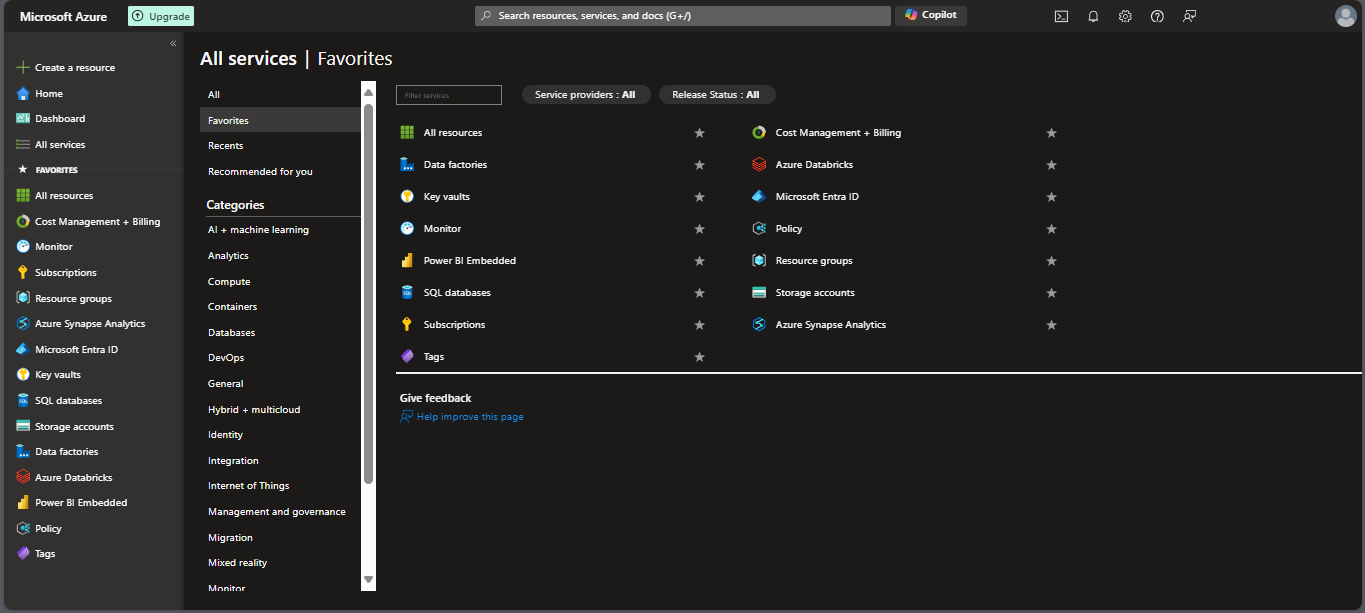 Microsoft Azure
Upgrade
Search resources, services, and docs (G+/)
Copilot
«
Create a resource
Home
Dashboard
All services
FAVORITES
All resources
Cost Management + Billing
Monitor
Subscriptions
Resource groups
Azure Synapse Analytics
Microsoft Entra ID
Key vaults
SQL databases
Storage accounts
Data factories
Azure Databricks
Power BI Embedded
Policy
Tags
All services | Favorites
All
Favorites
Recents
Recommended for you
Categories
AI + machine learning
Analytics
Compute
Containers
Databases
DevOps
General
Hybrid + multicloud
Identity
Integration
Internet of Things
Management and governance
Migration
Mixed reality
Monitor
Filter services
Service providers : All
Release Status : All
All resources
Cost Management + Billing
Data factories
Azure Databricks
Key vaults
Microsoft Entra ID
Monitor
Policy
Power BI Embedded
Resource groups
SQL databases
Storage accounts
Subscriptions
Azure Synapse Analytics
Tags
Give feedback
Help improve this page